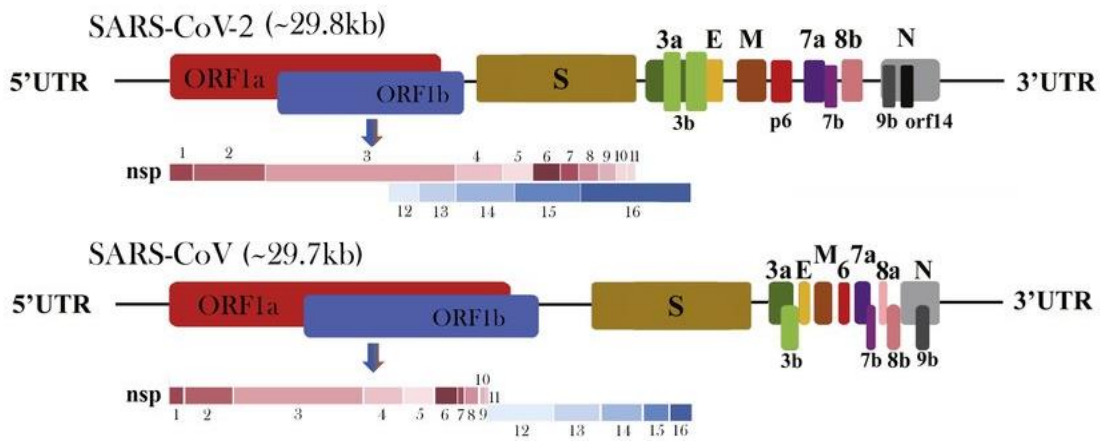 SARS-CoV-2 (~29.8kb)
3a E M 7a 8b N
5'UTR ORF1a ORF1b S 3'UTR
3b p6 7b 9b orf14
1 2 3 4 5 6 7 8 9 10 11
nsp
12 13 14 15 16
SARS-CoV (~29.7kb)
3a E M 6 7a 8a N
5'UTR ORF1a ORF1b S 3'UTR
3b 7b 8b 9b
10
nsp 11
1 2 3 4 5 6 7 8 9 12 13 14 15 16